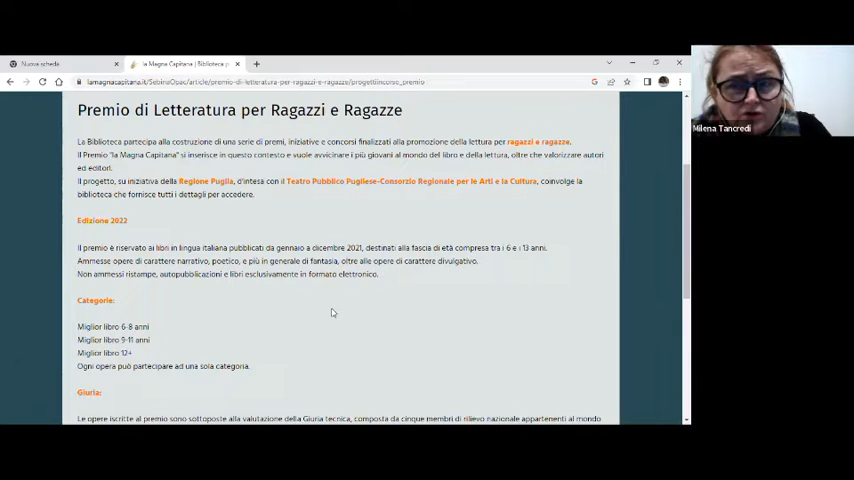 Nuova scheda
la Magna Capitana | Biblioteca p
lamagnacapitana.it/SebinaOpac/article/premio-di-letteratura-per-ragazzi-e-ragazze/progettiincorso_premio
Milena Tancredi
Premio di Letteratura per Ragazzi e Ragazze
La Biblioteca partecipa alla costruzione di una serie di premi, iniziative e concorsi finalizzati alla promozione della lettura per ragazzi e ragazze.
Il Premio "la Magna Capitana" si inserisce in questo contesto e vuole avvicinare i più giovani al mondo del libro e della lettura, oltre che valorizzare autori
ed editori.
Il progetto, su iniziativa della Regione Puglia, d'intesa con il Teatro Pubblico Pugliese-Consorzio Regionale per le Arti e la Cultura, coinvolge la
biblioteca che fornisce tutti i dettagli per accedere.
Edizione 2022
Il premio è riservato ai libri in lingua italiana pubblicati da gennaio a dicembre 2021, destinati alla fascia di età compresa tra i 6 e i 13 anni.
Ammesse opere di carattere narrativo, poetico, e più in generale di fantasia, oltre alle opere di carattere divulgativo.
Non ammessi ristampe, autopubblicazioni e libri esclusivamente in formato elettronico.
Categorie:
Miglior libro 6-8 anni
Miglior libro 9-11 anni
Miglior libro 12+
Ogni opera può partecipare ad una sola categoria.
Giuria:
Le opere iscritte al premio sono sottoposte alla valutazione della Giuria tecnica, composta da cinque membri di rilievo nazionale appartenenti al mondo